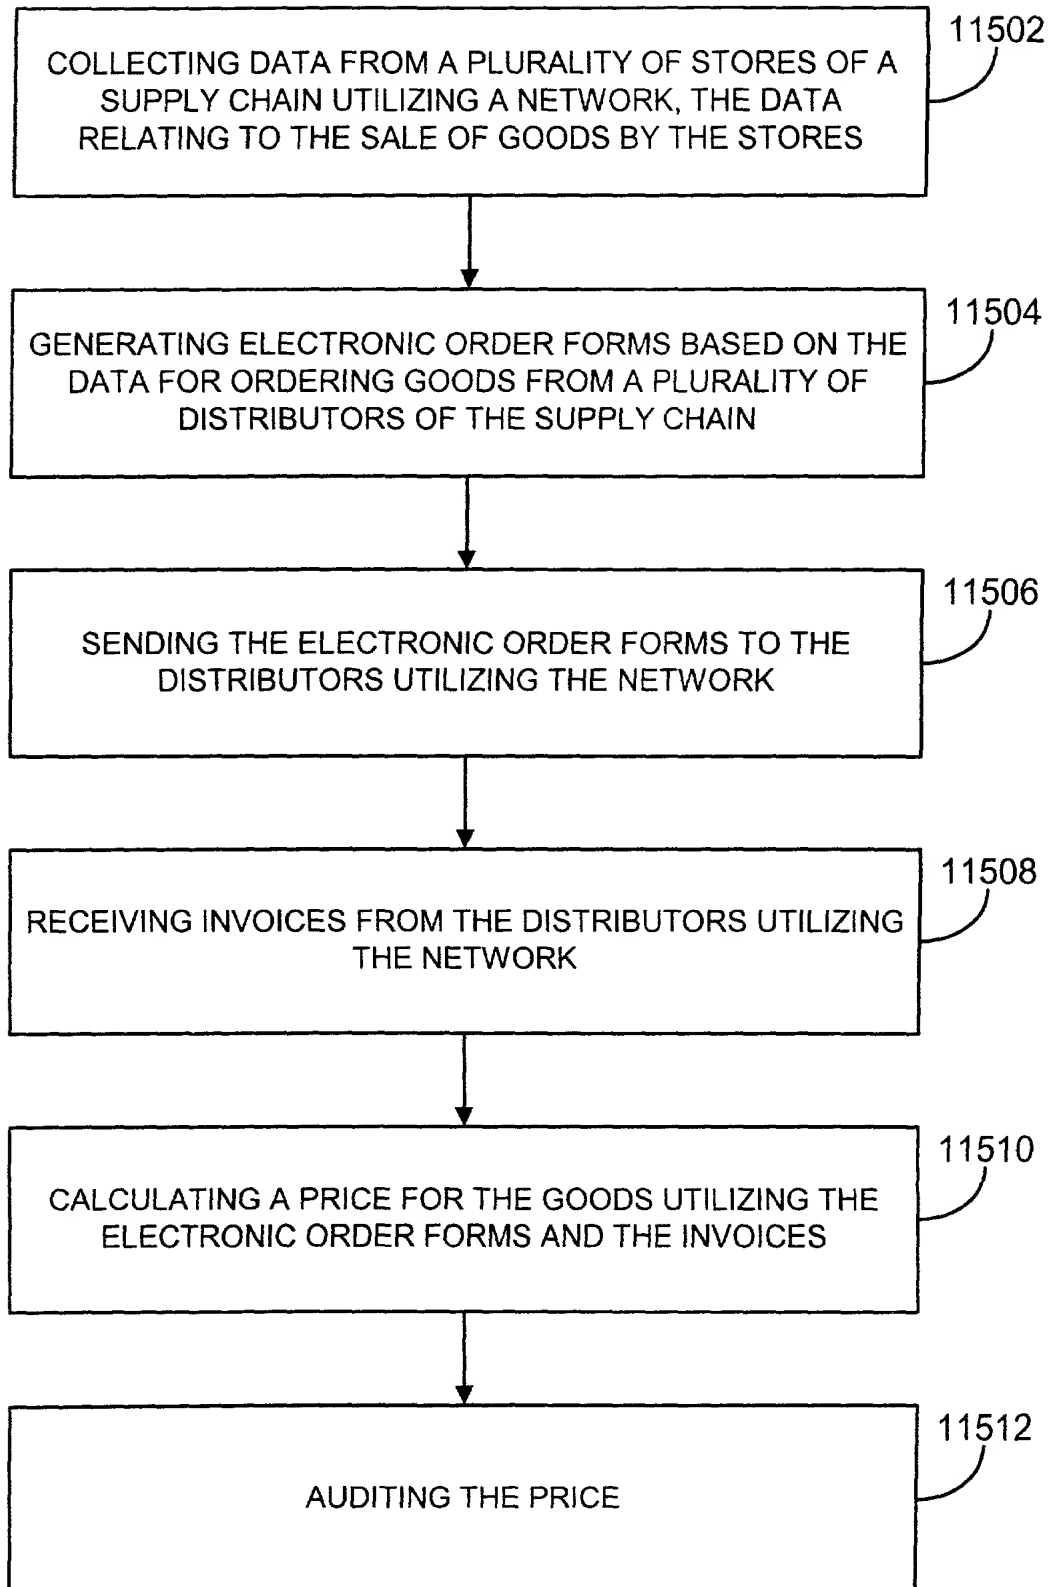 11502
COLLECTING DATA FROM A PLURALITY OF STORES OF A
SUPPLY CHAIN UTILIZING A NETWORK, THE DATA
RELATING TO THE SALE OF GOODS BY THE STORES
11504
GENERATING ELECTRONIC ORDER FORMS BASED ON THE
DATA FOR ORDERING GOODS FROM A PLURALITY OF
DISTRIBUTORS OF THE SUPPLY CHAIN
11506
SENDING THE ELECTRONIC ORDER FORMS TO THE
DISTRIBUTORS UTILIZING THE NETWORK
11508
RECEIVING INVOICES FROM THE DISTRIBUTORS UTILIZING
THE NETWORK
11510
CALCULATING A PRICE FOR THE GOODS UTILIZING THE
ELECTRONIC ORDER FORMS AND THE INVOICES
11512
AUDITING THE PRICE